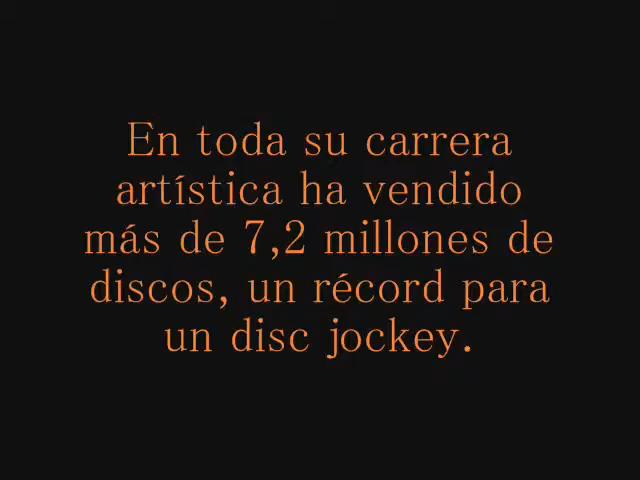 En toda su carrera
artística ha vendido
más de 7,2 millones de
discos, un récord para
un disc jockey.